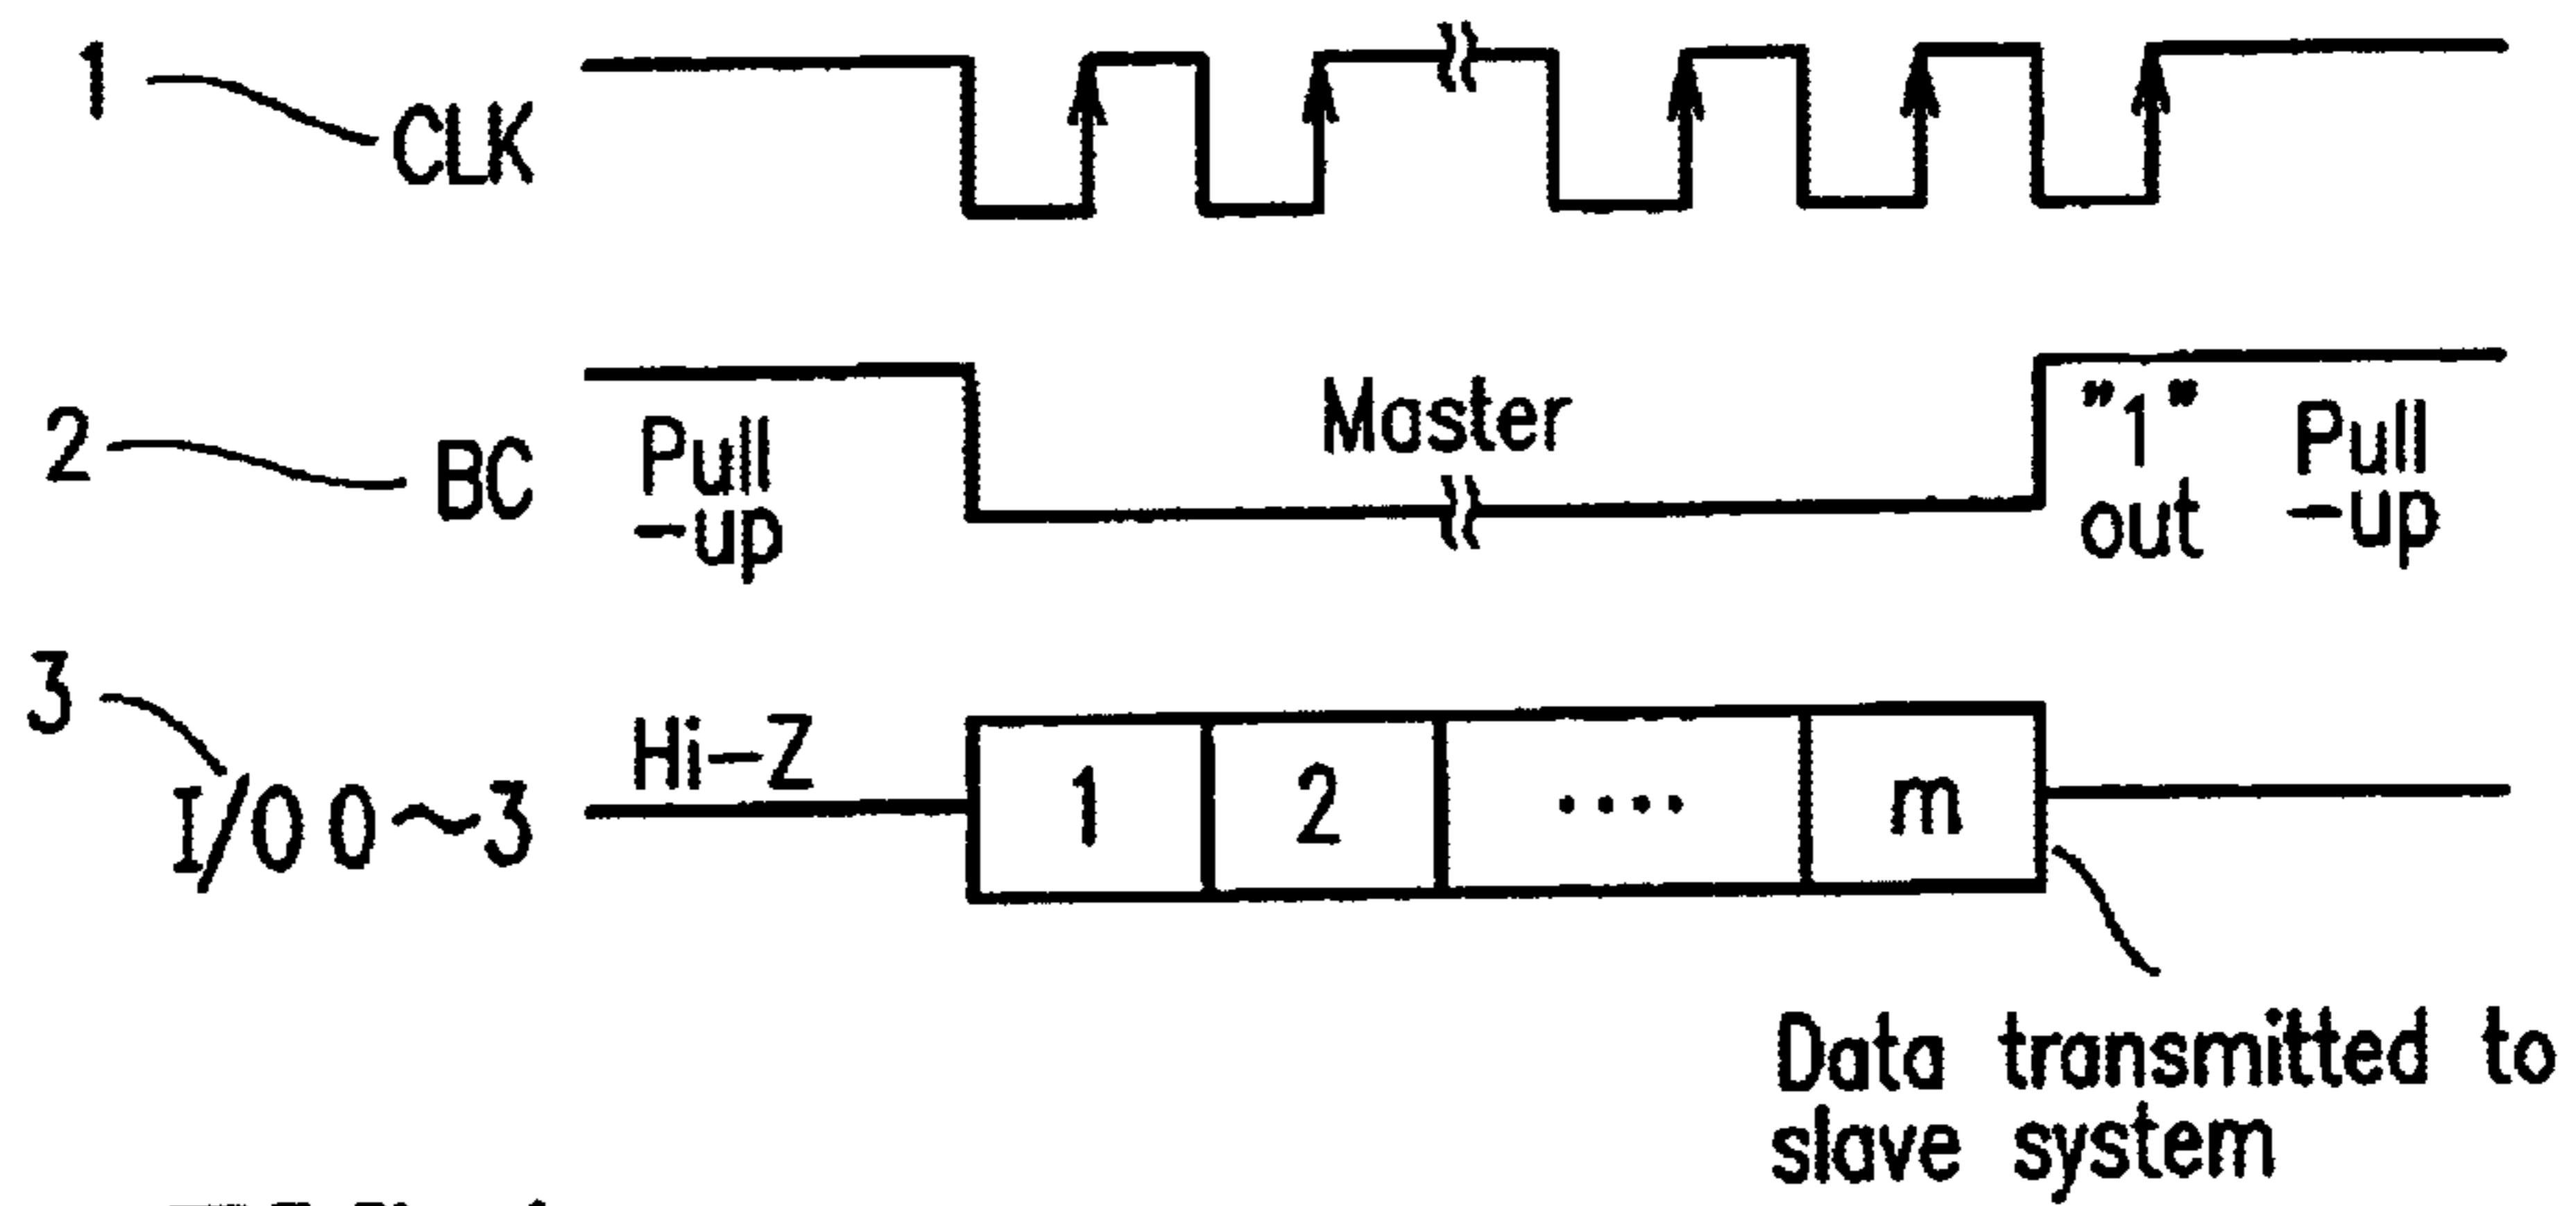 1
CLK
2
BC
Pull
-up
Master
"1"
out
Pull
-up
3
I/O 0~3
Hi-Z
1
2
....
m
Data transmitted to
slave system